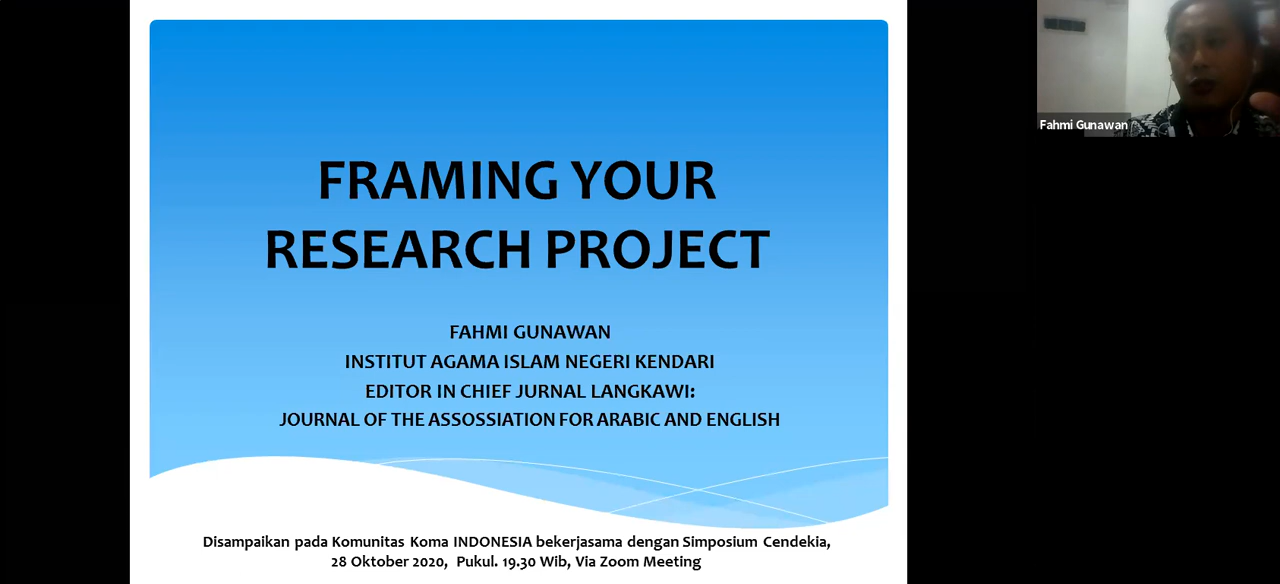 FRAMING YOUR
RESEARCH PROJECT
FAHMI GUNAWAN
INSTITUT AGAMA ISLAM NEGERI KENDARI
EDITOR IN CHIEF JURNAL LANGKAWI:
JOURNAL OF THE ASSOSSIATION FOR ARABIC AND ENGLISH
Disampaikan pada Komunitas Koma INDONESIA bekerjasama dengan Simposium Cendekia,
28 Oktober 2020, Pukul. 19.30 Wib, Via Zoom Meeting
Fahmi Gunawan